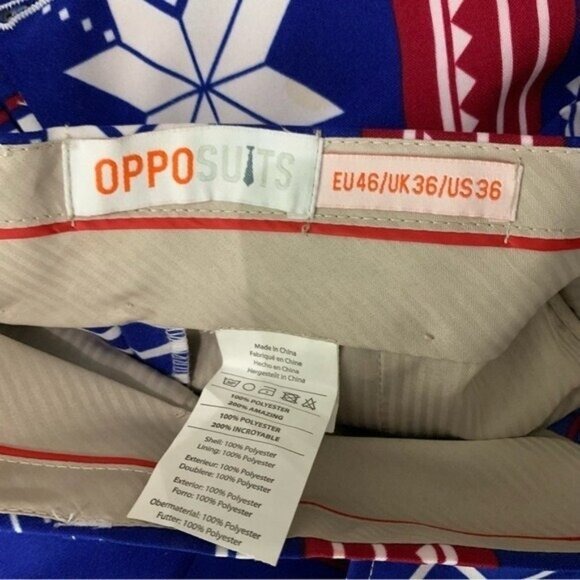 OPPOSUITS
EU46/UK36/US36
Made in China
Fabriqué en China
Hecho en China
Hergestellt in China
100% POLYESTER
200% AMAZING
100% POLYESTER
200% INCROYABLE
Shell: 100% Polyester
Lining: 100% Polyester
Exterieur: 100% Polyester
Doublere: 100% Polyester
Exterior: 100% Polyester
Forro: 100% Polyester
Obermaterial: 100% Polyester
Futter: 100% Polyester